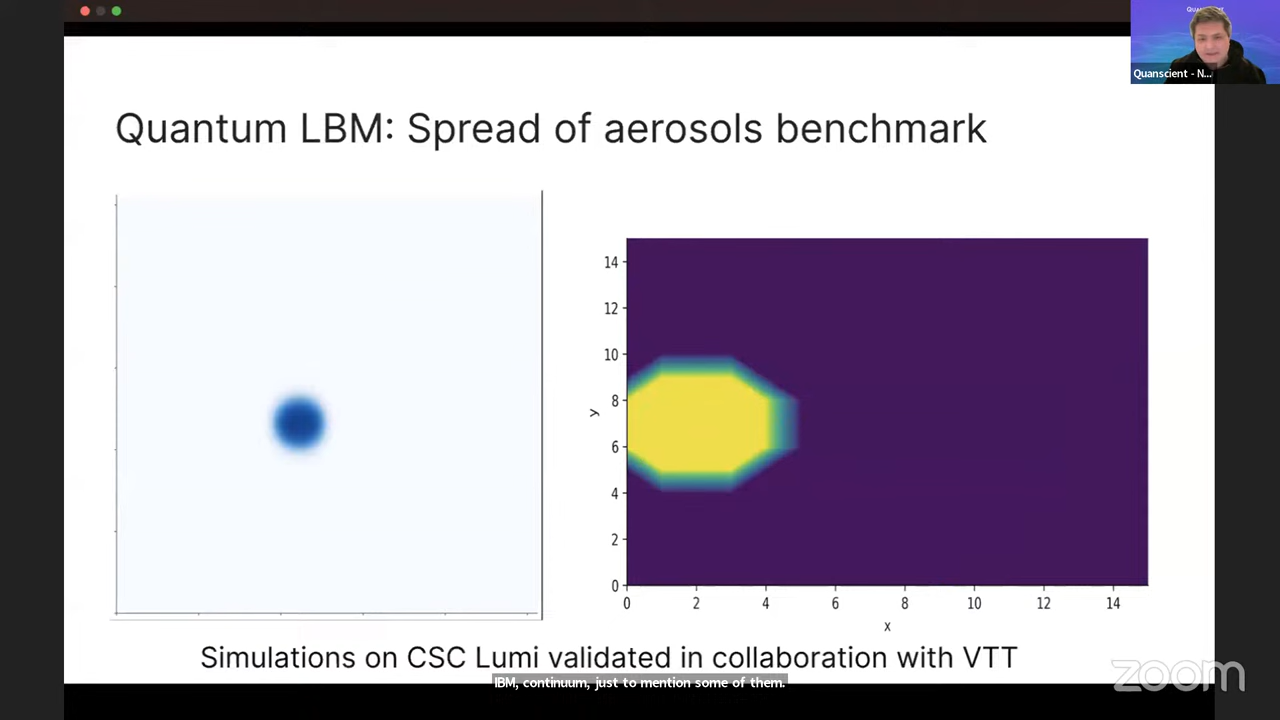 Quanscient - N...
Quantum LBM: Spread of aerosols benchmark
14
12
10
8
6
4
2
0
y
0 2 4 6 8 10 12 14
x
Simulations on CSC Lumi validated in collaboration with VTT
IBM, continuum, just to mention some of them.
zoom